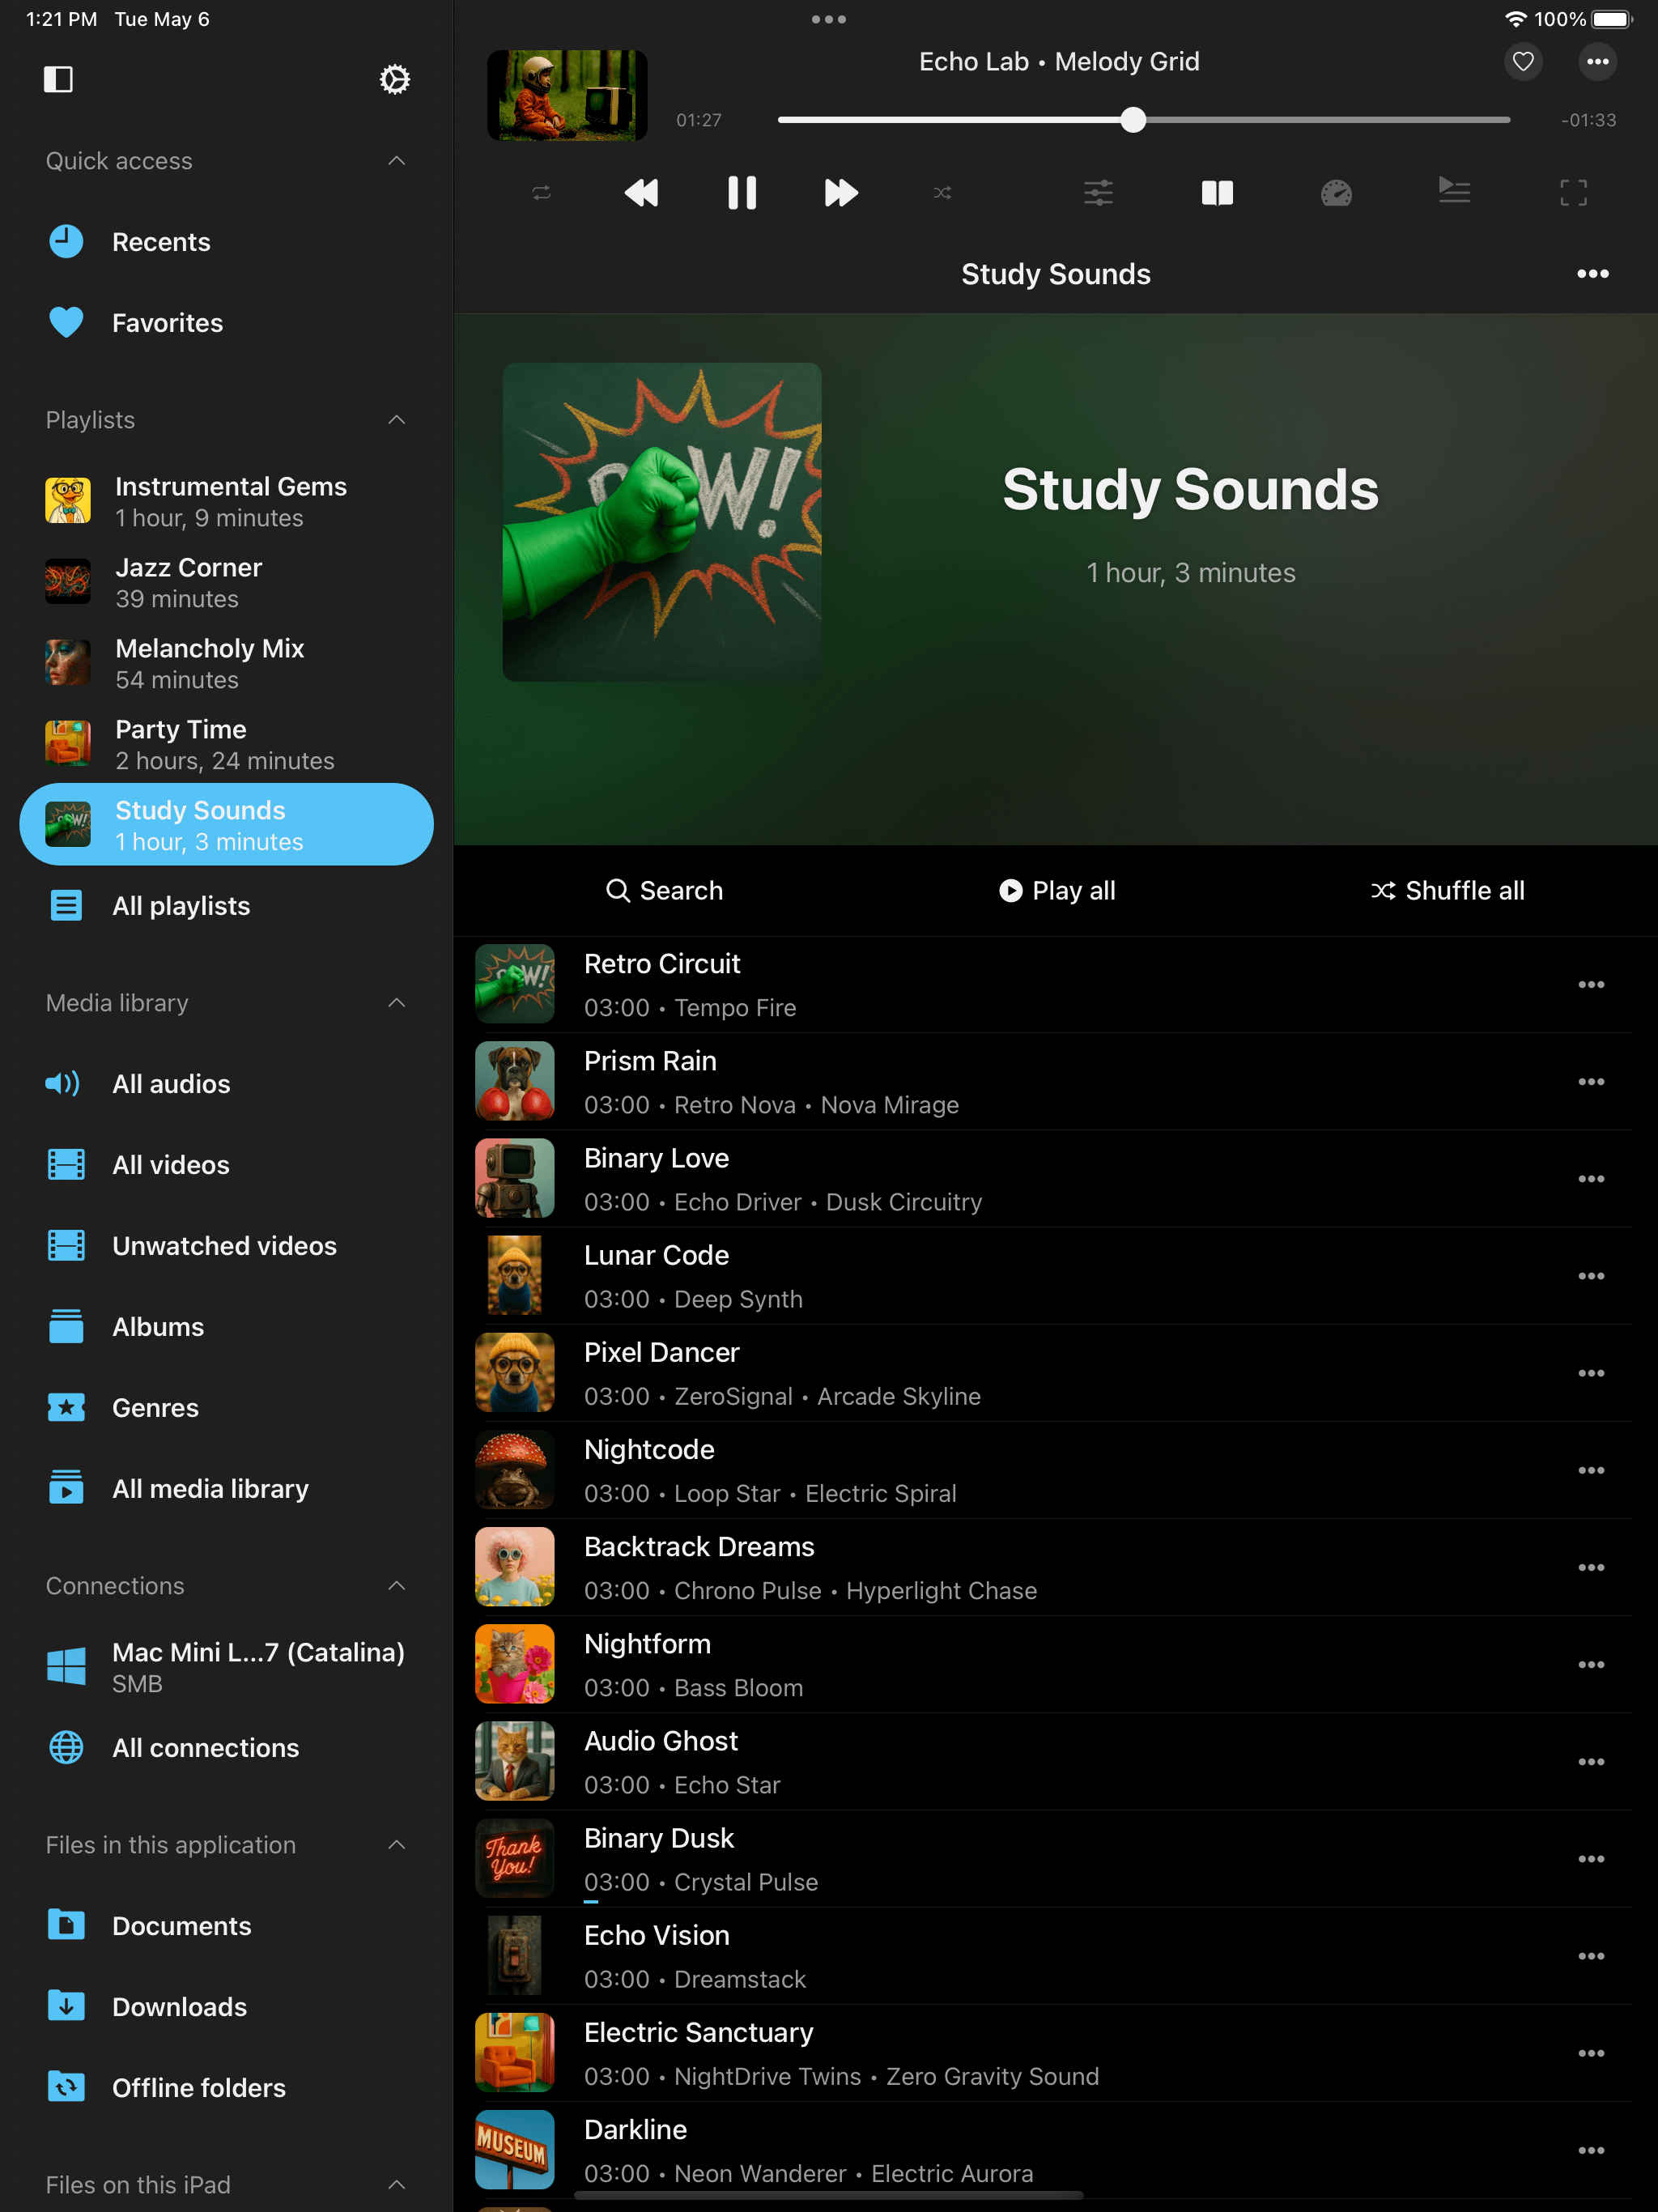 1:21 PM Tue May 6
100%
Quick access
Recents
Favorites
Playlists
Instrumental Gems
1 hour, 9 minutes
Jazz Corner
39 minutes
Melancholy Mix
54 minutes
Party Time
2 hours, 24 minutes
Study Sounds
1 hour, 3 minutes
All playlists
Media library
All audios
All videos
Unwatched videos
Albums
Genres
All media library
Connections
Mac Mini L...7 (Catalina)
SMB
All connections
Files in this application
Documents
Downloads
Offline folders
Files on this iPad
Echo Lab • Melody Grid
01:27
-01:33
Study Sounds
W!
Study Sounds
1 hour, 3 minutes
Search
Play all
Shuffle all
Retro Circuit
03:00 • Tempo Fire
Prism Rain
03:00 • Retro Nova • Nova Mirage
Binary Love
03:00 • Echo Driver • Dusk Circuitry
Lunar Code
03:00 • Deep Synth
Pixel Dancer
03:00 • ZeroSignal • Arcade Skyline
Nightcode
03:00 • Loop Star • Electric Spiral
Backtrack Dreams
03:00 • Chrono Pulse • Hyperlight Chase
Nightform
03:00 • Bass Bloom
Audio Ghost
03:00 • Echo Star
Thank
You!
Binary Dusk
03:00 • Crystal Pulse
Echo Vision
03:00 • Dreamstack
Electric Sanctuary
03:00 • NightDrive Twins • Zero Gravity Sound
MUSEUM
Darkline
03:00 • Neon Wanderer • Electric Aurora